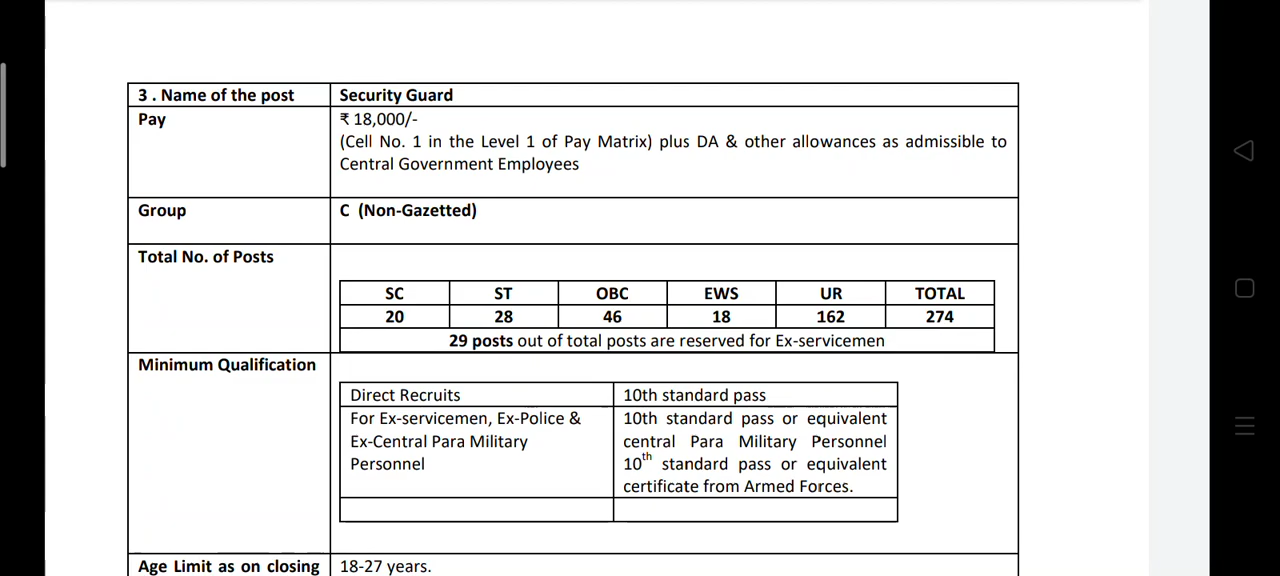 3 . Name of the post Security Guard
Pay ₹ 18,000/-
(Cell No. 1 in the Level 1 of Pay Matrix) plus DA & other allowances as admissible to
Central Government Employees
Group C (Non-Gazetted)
Total No. of Posts
SC ST OBC EWS UR TOTAL
20 28 46 18 162 274
29 posts out of total posts are reserved for Ex-servicemen
Minimum Qualification
Direct Recruits 10th standard pass
For Ex-servicemen, Ex-Police & 10th standard pass or equivalent
Ex-Central Para Military central Para Military Personnel
Personnel 10th standard pass or equivalent
certificate from Armed Forces.
Age Limit as on closing 18-27 years.